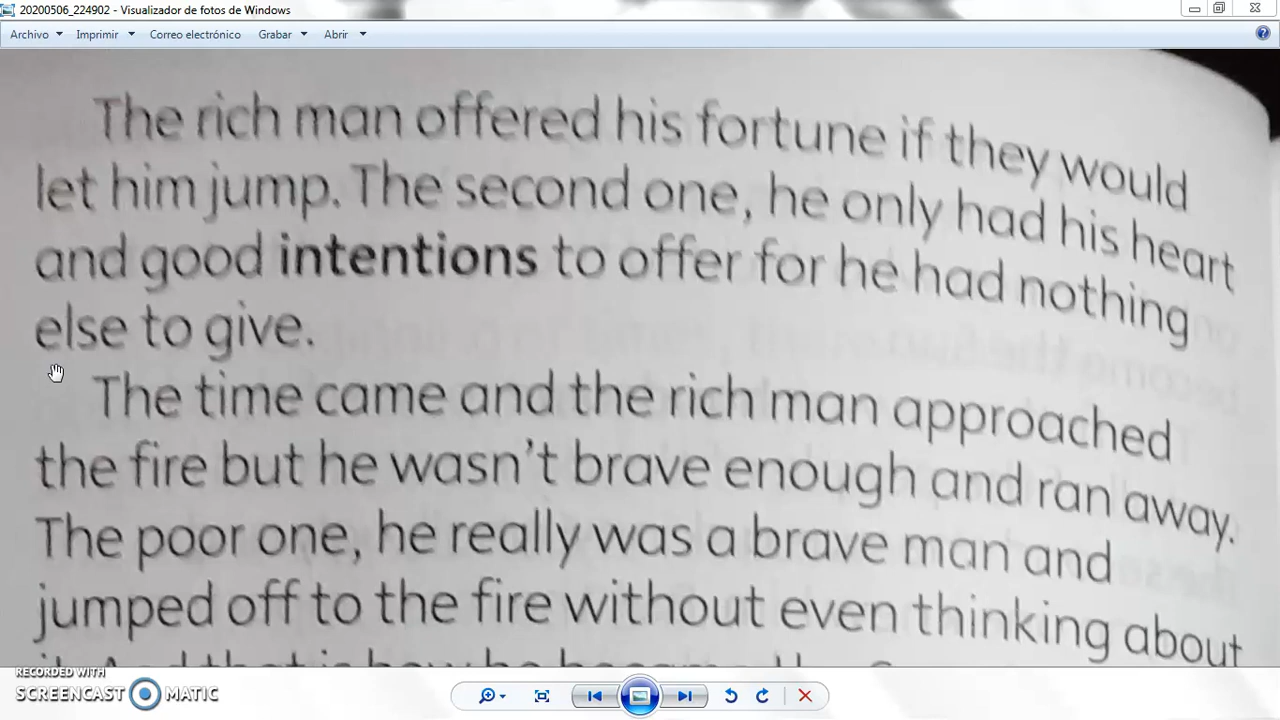 20200506_224902 - Visualizador de fotos de Windows
Archivo Imprimir Correo electrónico Grabar Abrir
The rich man offered his fortune if they would
let him jump. The second one, he only had his heart
and good intentions to offer for he had nothing
else to give.
The time came and the rich man approached
the fire but he wasn't brave enough and ran away.
The poor one, he really was a brave man and
jumped off to the fire without even thinking about
RECORDED WITH
SCREENCAST MATIC